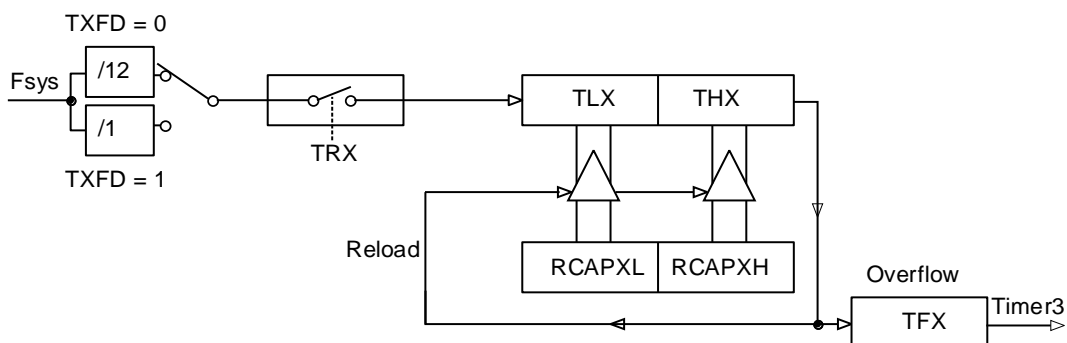 TXFD = 0
/12
Fsys
/1
TXFD = 1
TRX
TLX
THX
Reload
RCAPXL
RCAPXH
Overflow
TFX
Timer3